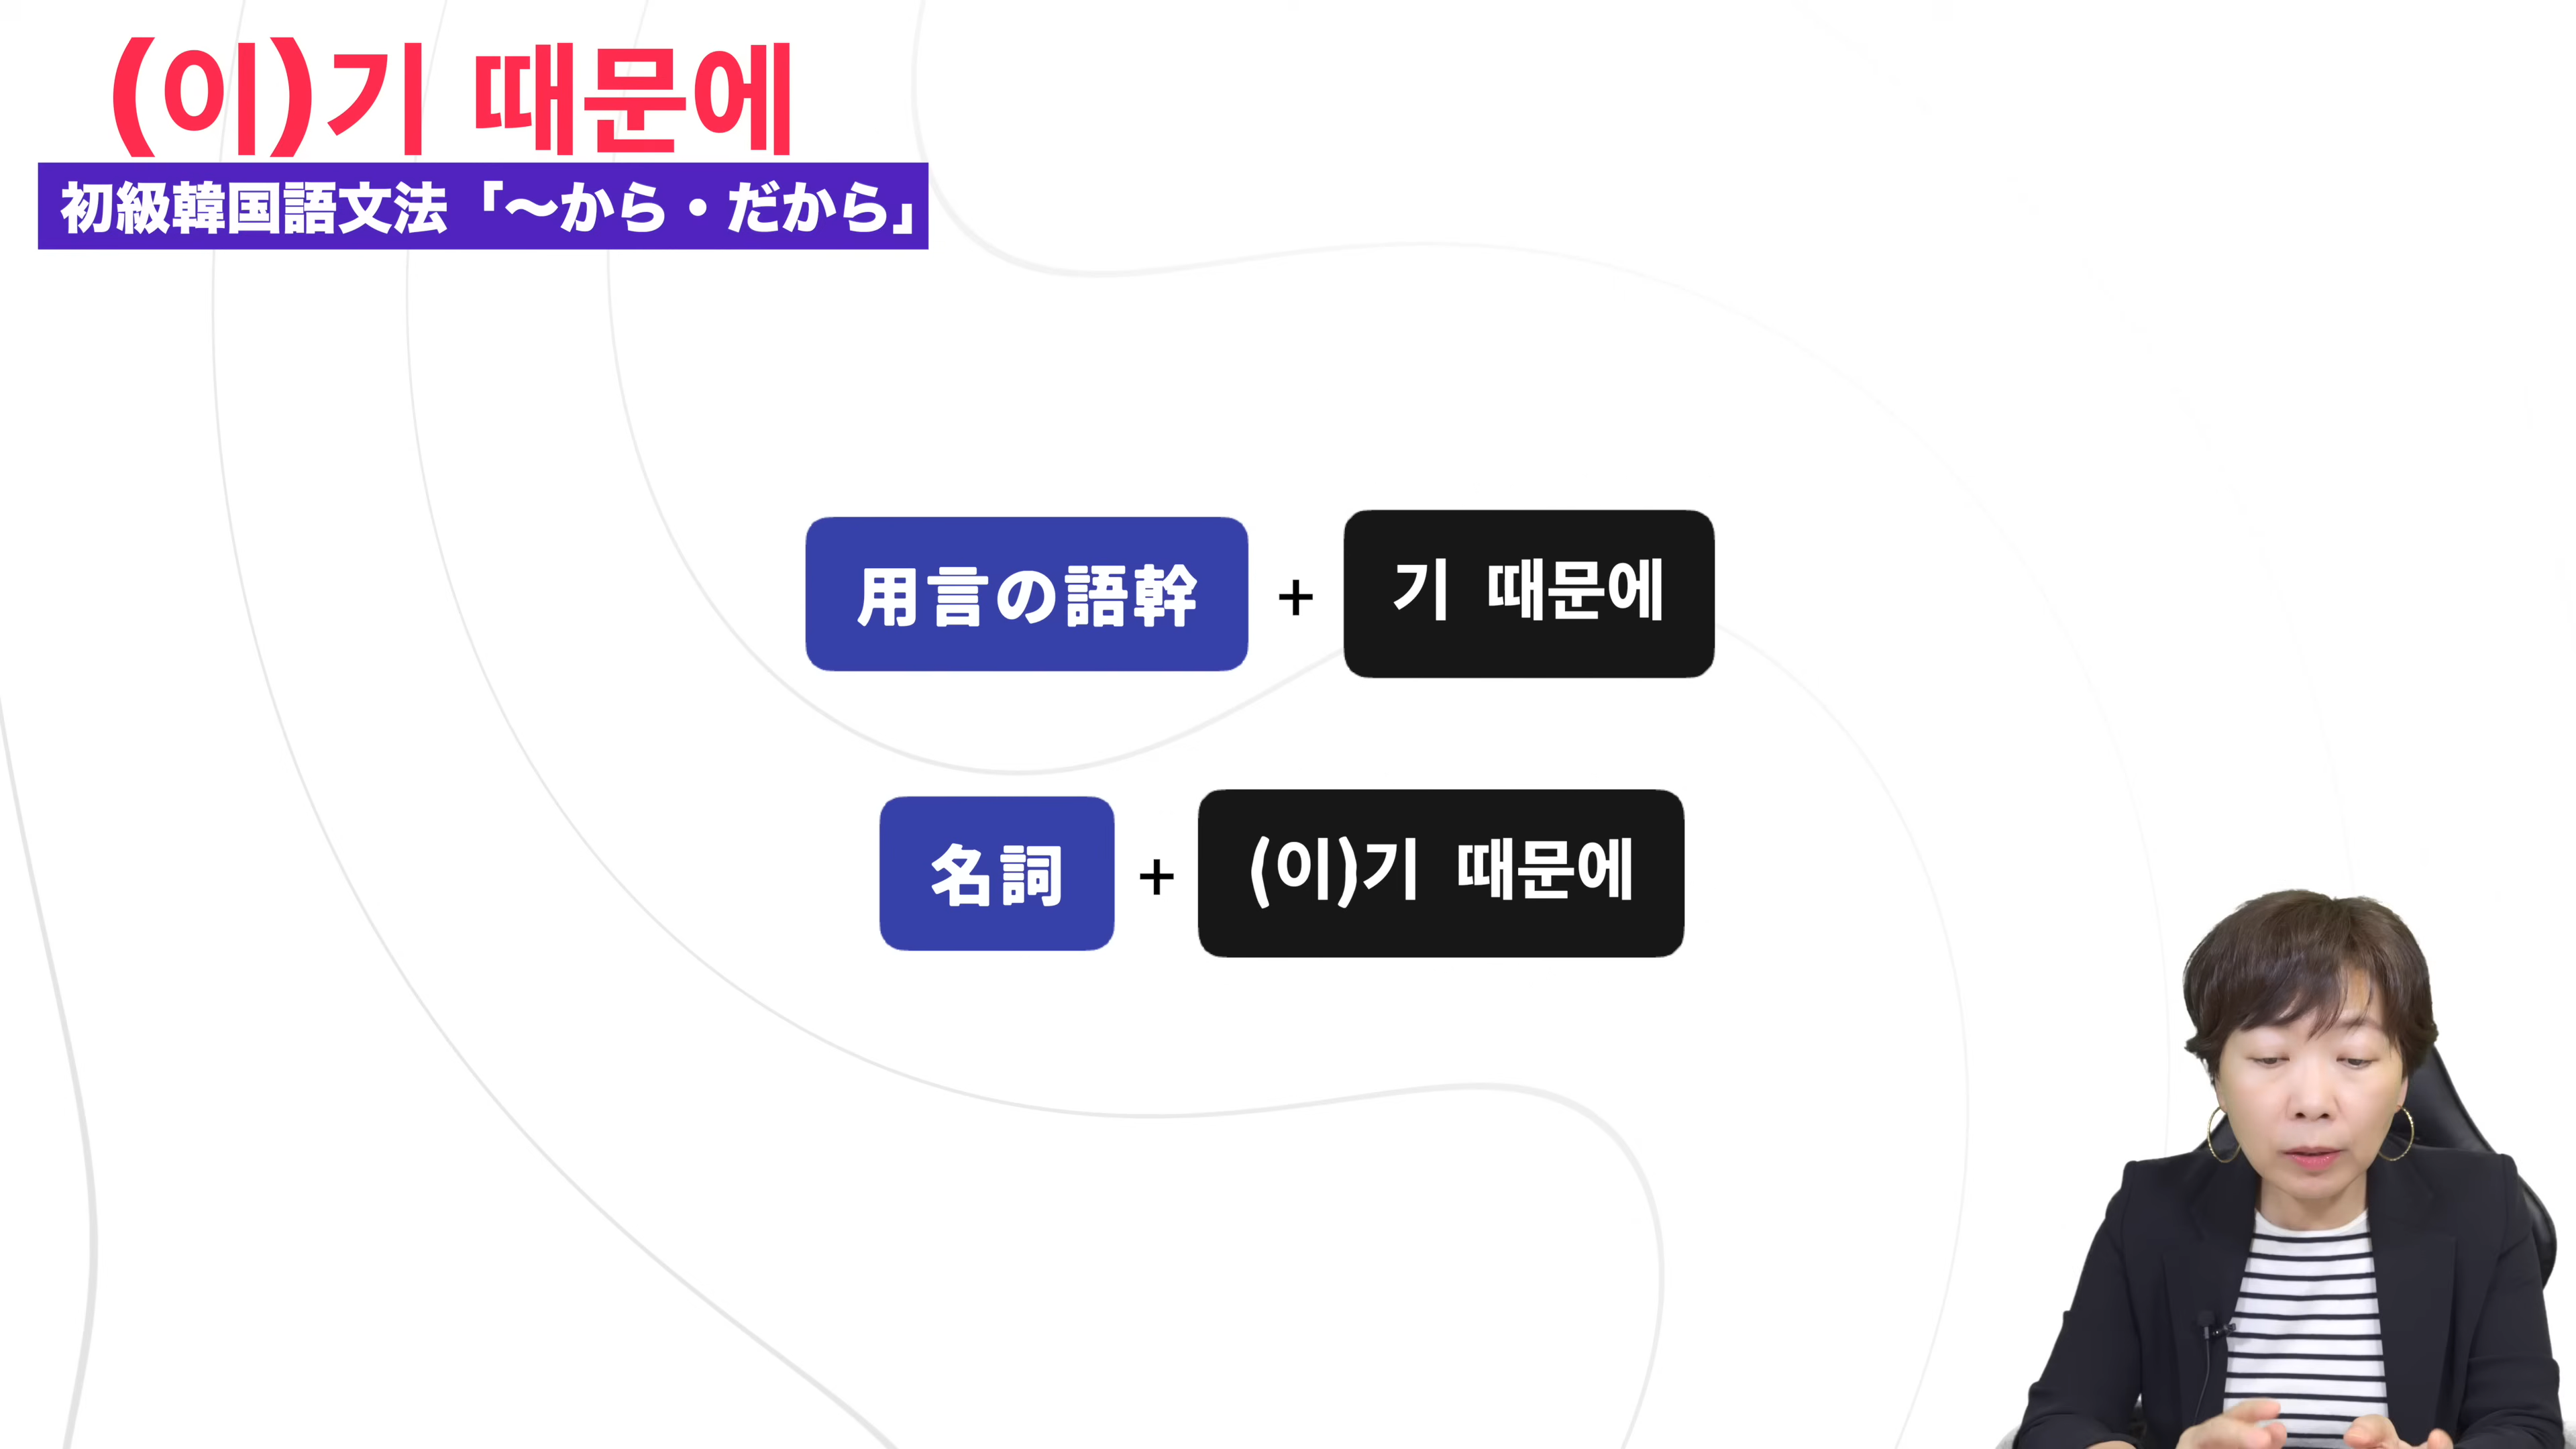 (이)기 때문에
初級韓国語文法「〜から・だから」
用言の語幹 + 기 때문에
名詞 + (이)기 때문에